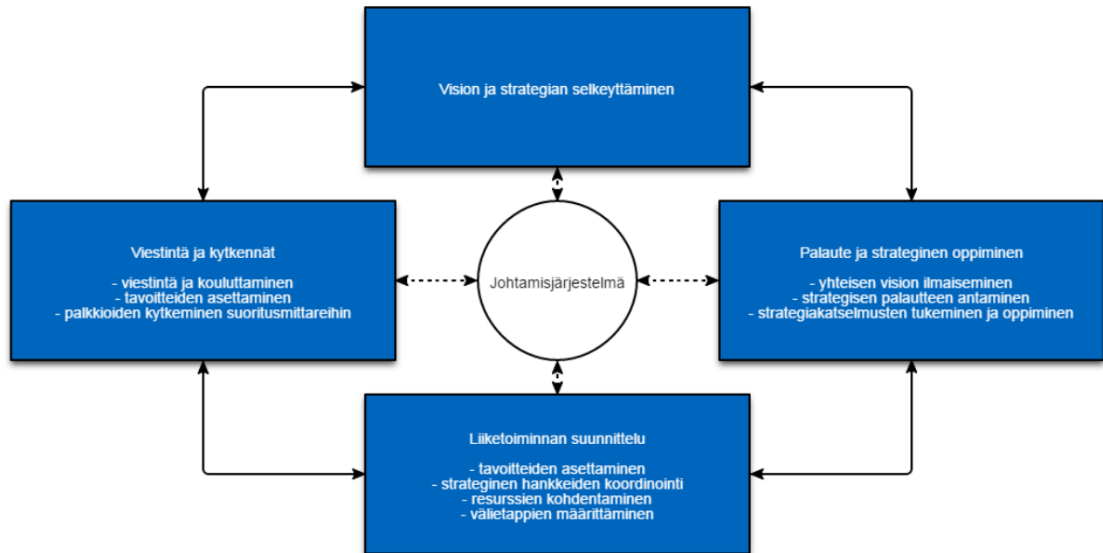 Vision ja strategian selkeyttäminen
Viestintä ja kytkennät
- viestintä ja kouluttaminen
- tavoitteiden asettaminen
- palkkioiden kytkeminen suoritusmittareihin
Johtamisjärjestelmä
Palaute ja strateginen oppiminen
- yhteisen vision ilmaiseminen
- strategisen palautteen antaminen
- strategiakatselmusten tukeminen ja oppiminen
Liiketoiminnan suunnittelu
- tavoitteiden asettaminen
- strateginen hankkeiden koordinointi
- resurssien kohdentaminen
- välietappien määrittäminen